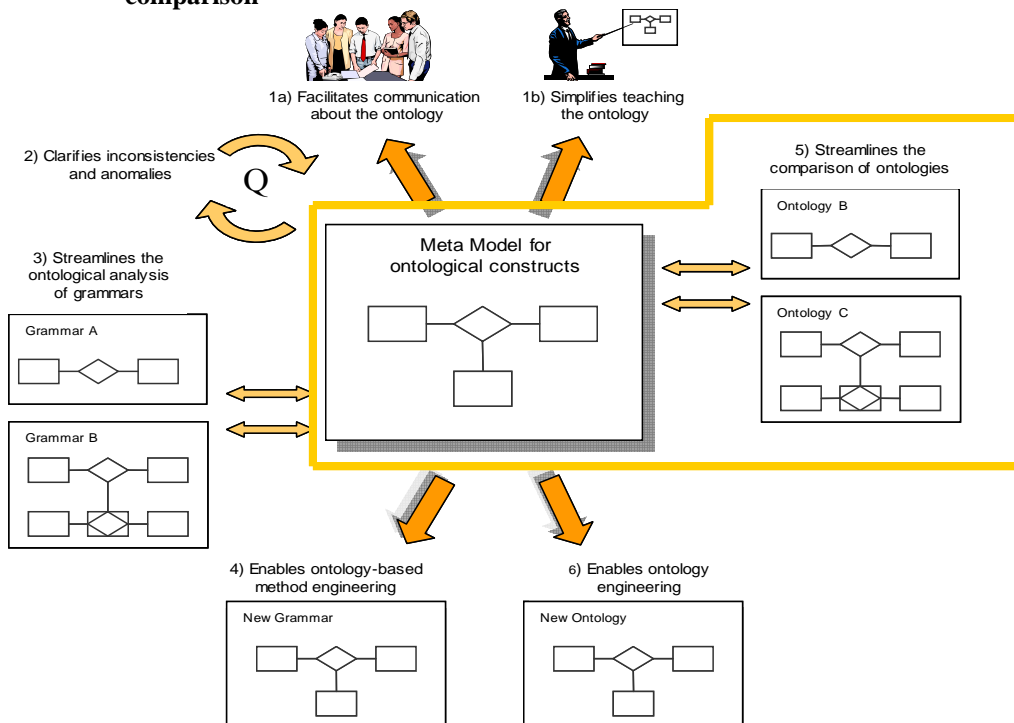 comparison
1a) Facilitates communication
about the ontology
1b) Simplifies teaching
the ontology
2) Clarifies inconsistencies
and anomalies
Q
5) Streamlines the
comparison of ontologies
Ontology B
Meta Model for
ontological constructs
3) Streamlines the
ontological analysis
of grammars
Ontology C
Grammar A
Grammar B
4) Enables ontology-based
method engineering
6) Enables ontology
engineering
New Grammar
New Ontology